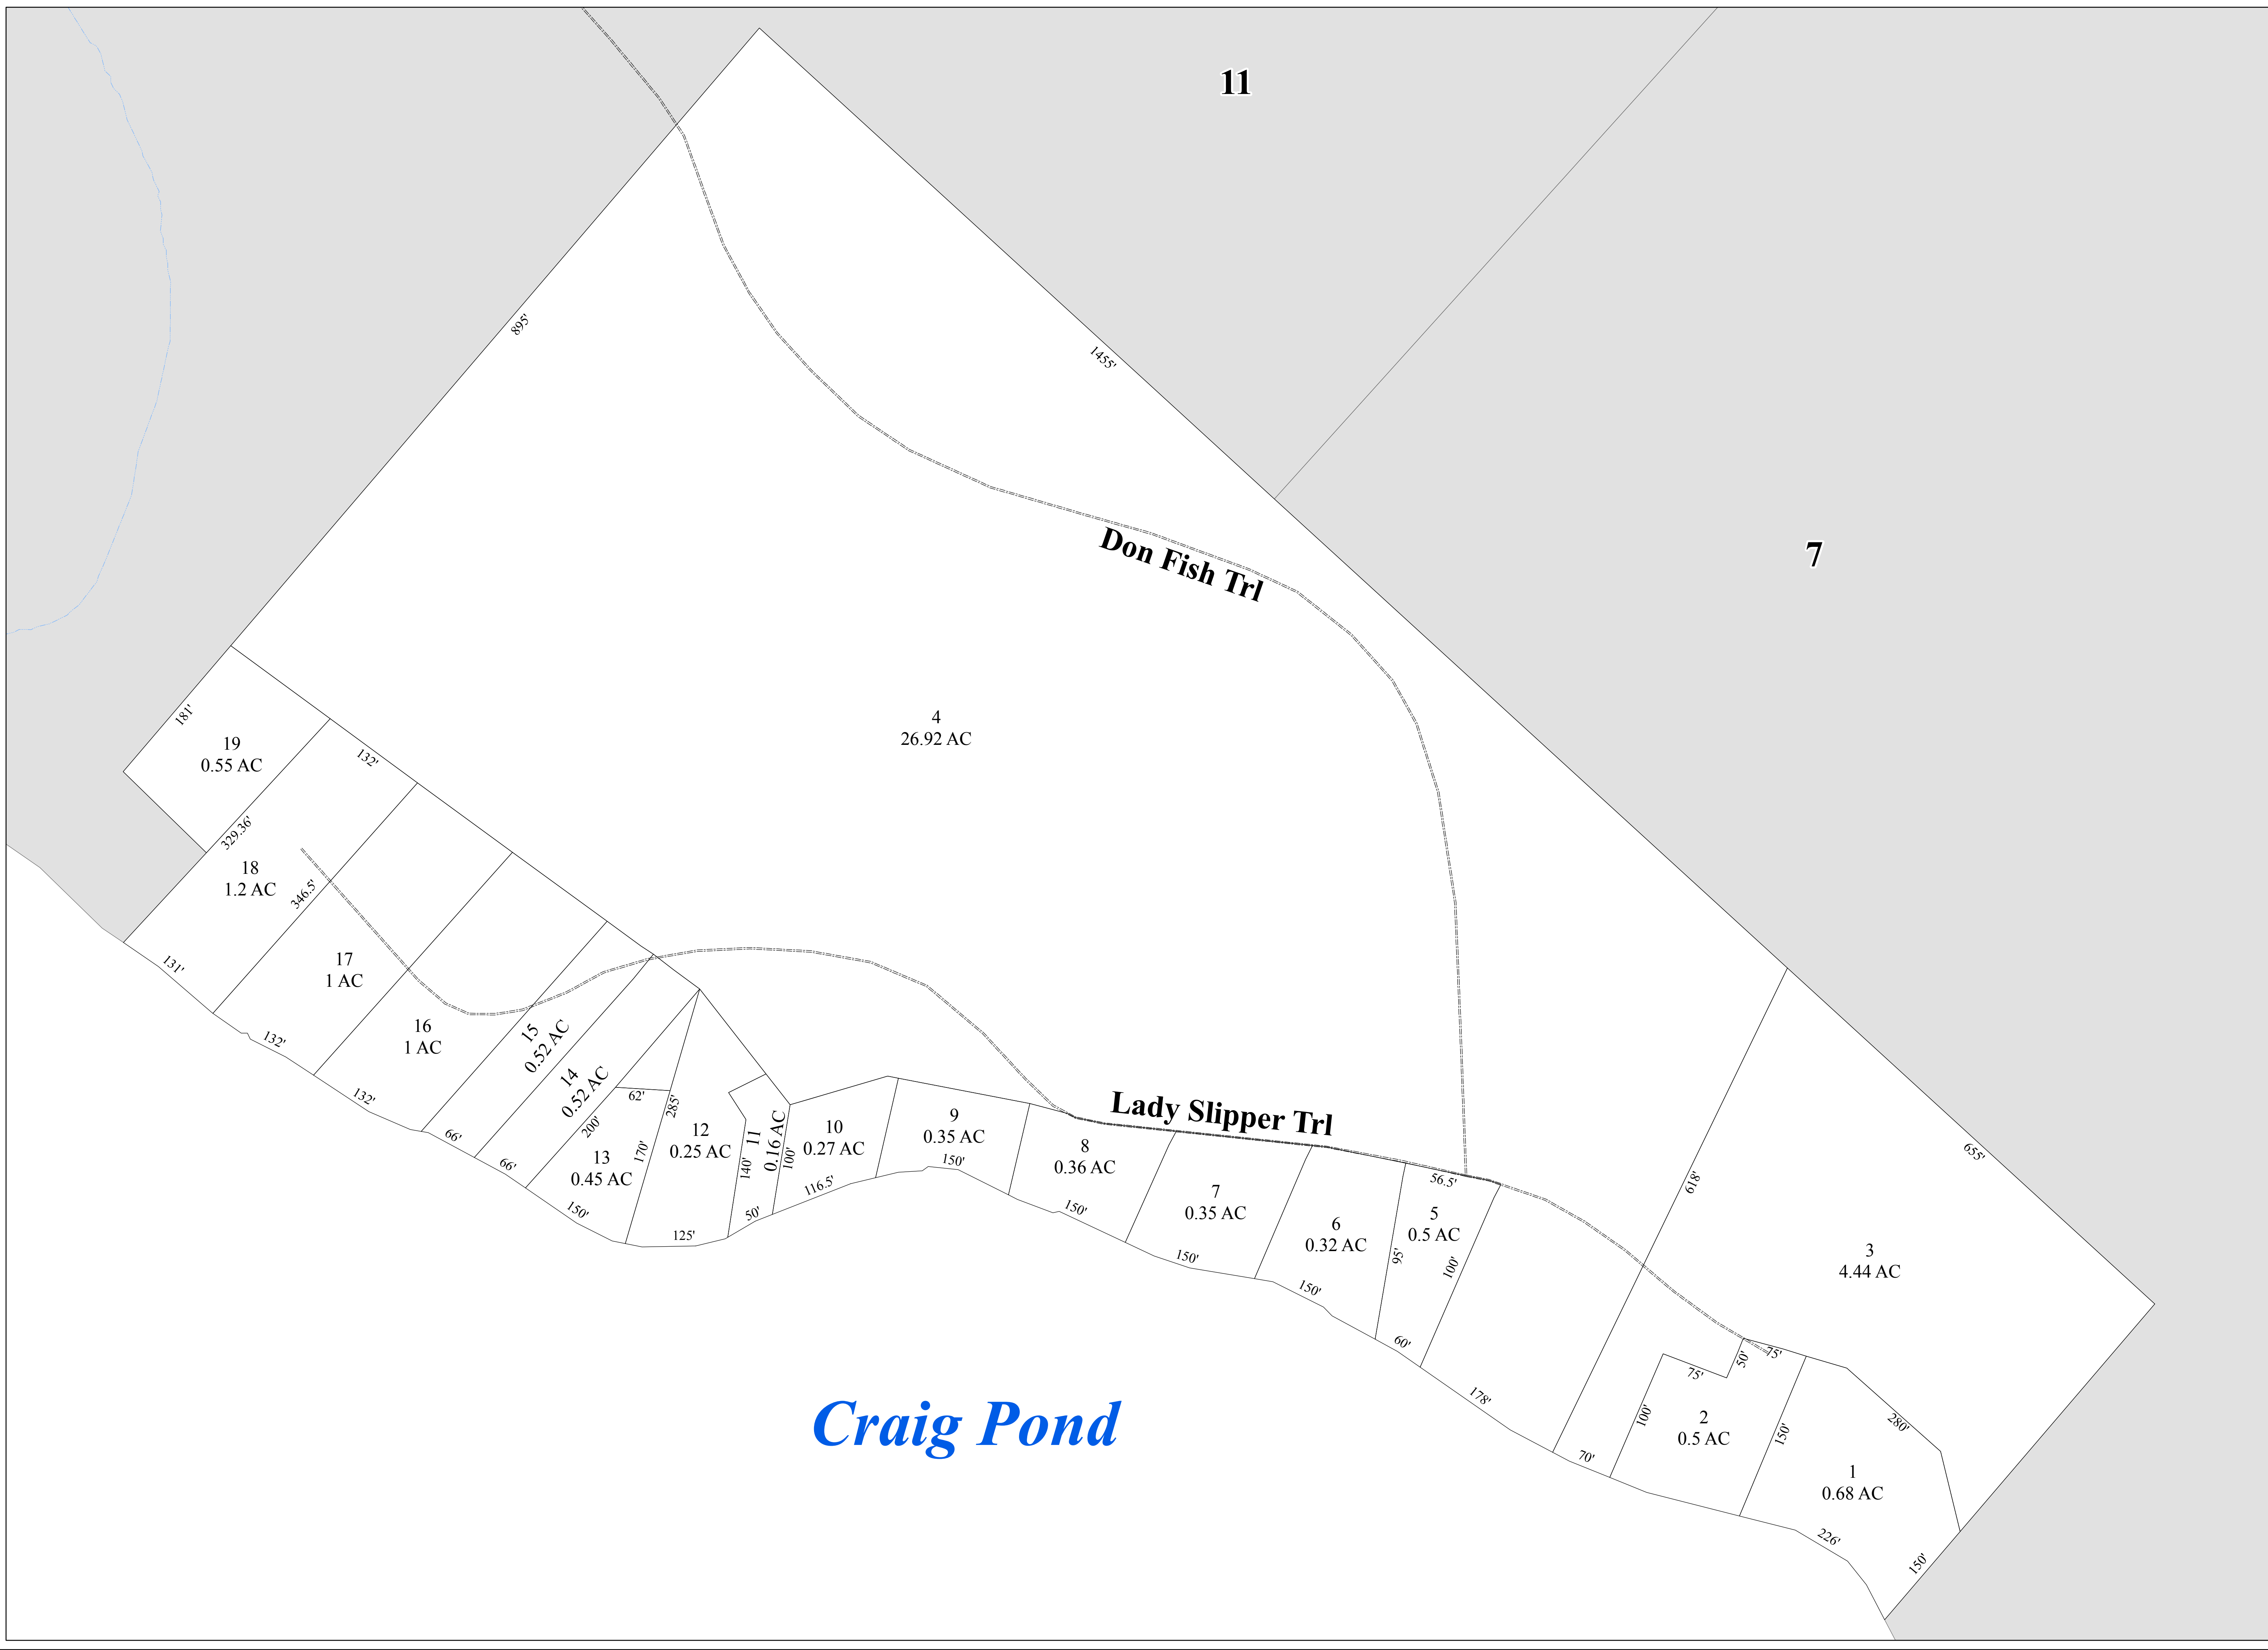 11
7
895'
1455'
Don Fish Trl
4
26.92 AC
181'
19
0.55 AC
132'
329.36'
18
1.2 AC
346.5'
17
1 AC
131'
132'
16
1 AC
132'
15
0.52 AC
66'
14
0.52 AC
66'
62'
200'
285'
170'
13
0.45 AC
150'
12
0.25 AC
125'
140'
11
0.16 AC
100'
50'
10
0.27 AC
116.5'
9
0.35 AC
150'
Lady Slipper Trl
8
0.36 AC
150'
7
0.35 AC
150'
6
0.32 AC
150'
56.5'
5
0.5 AC
95'
100'
60'
178'
618'
655'
3
4.44 AC
70'
100'
75'
50'
75'
2
0.5 AC
150'
280'
1
0.68 AC
226'
150'
Craig Pond